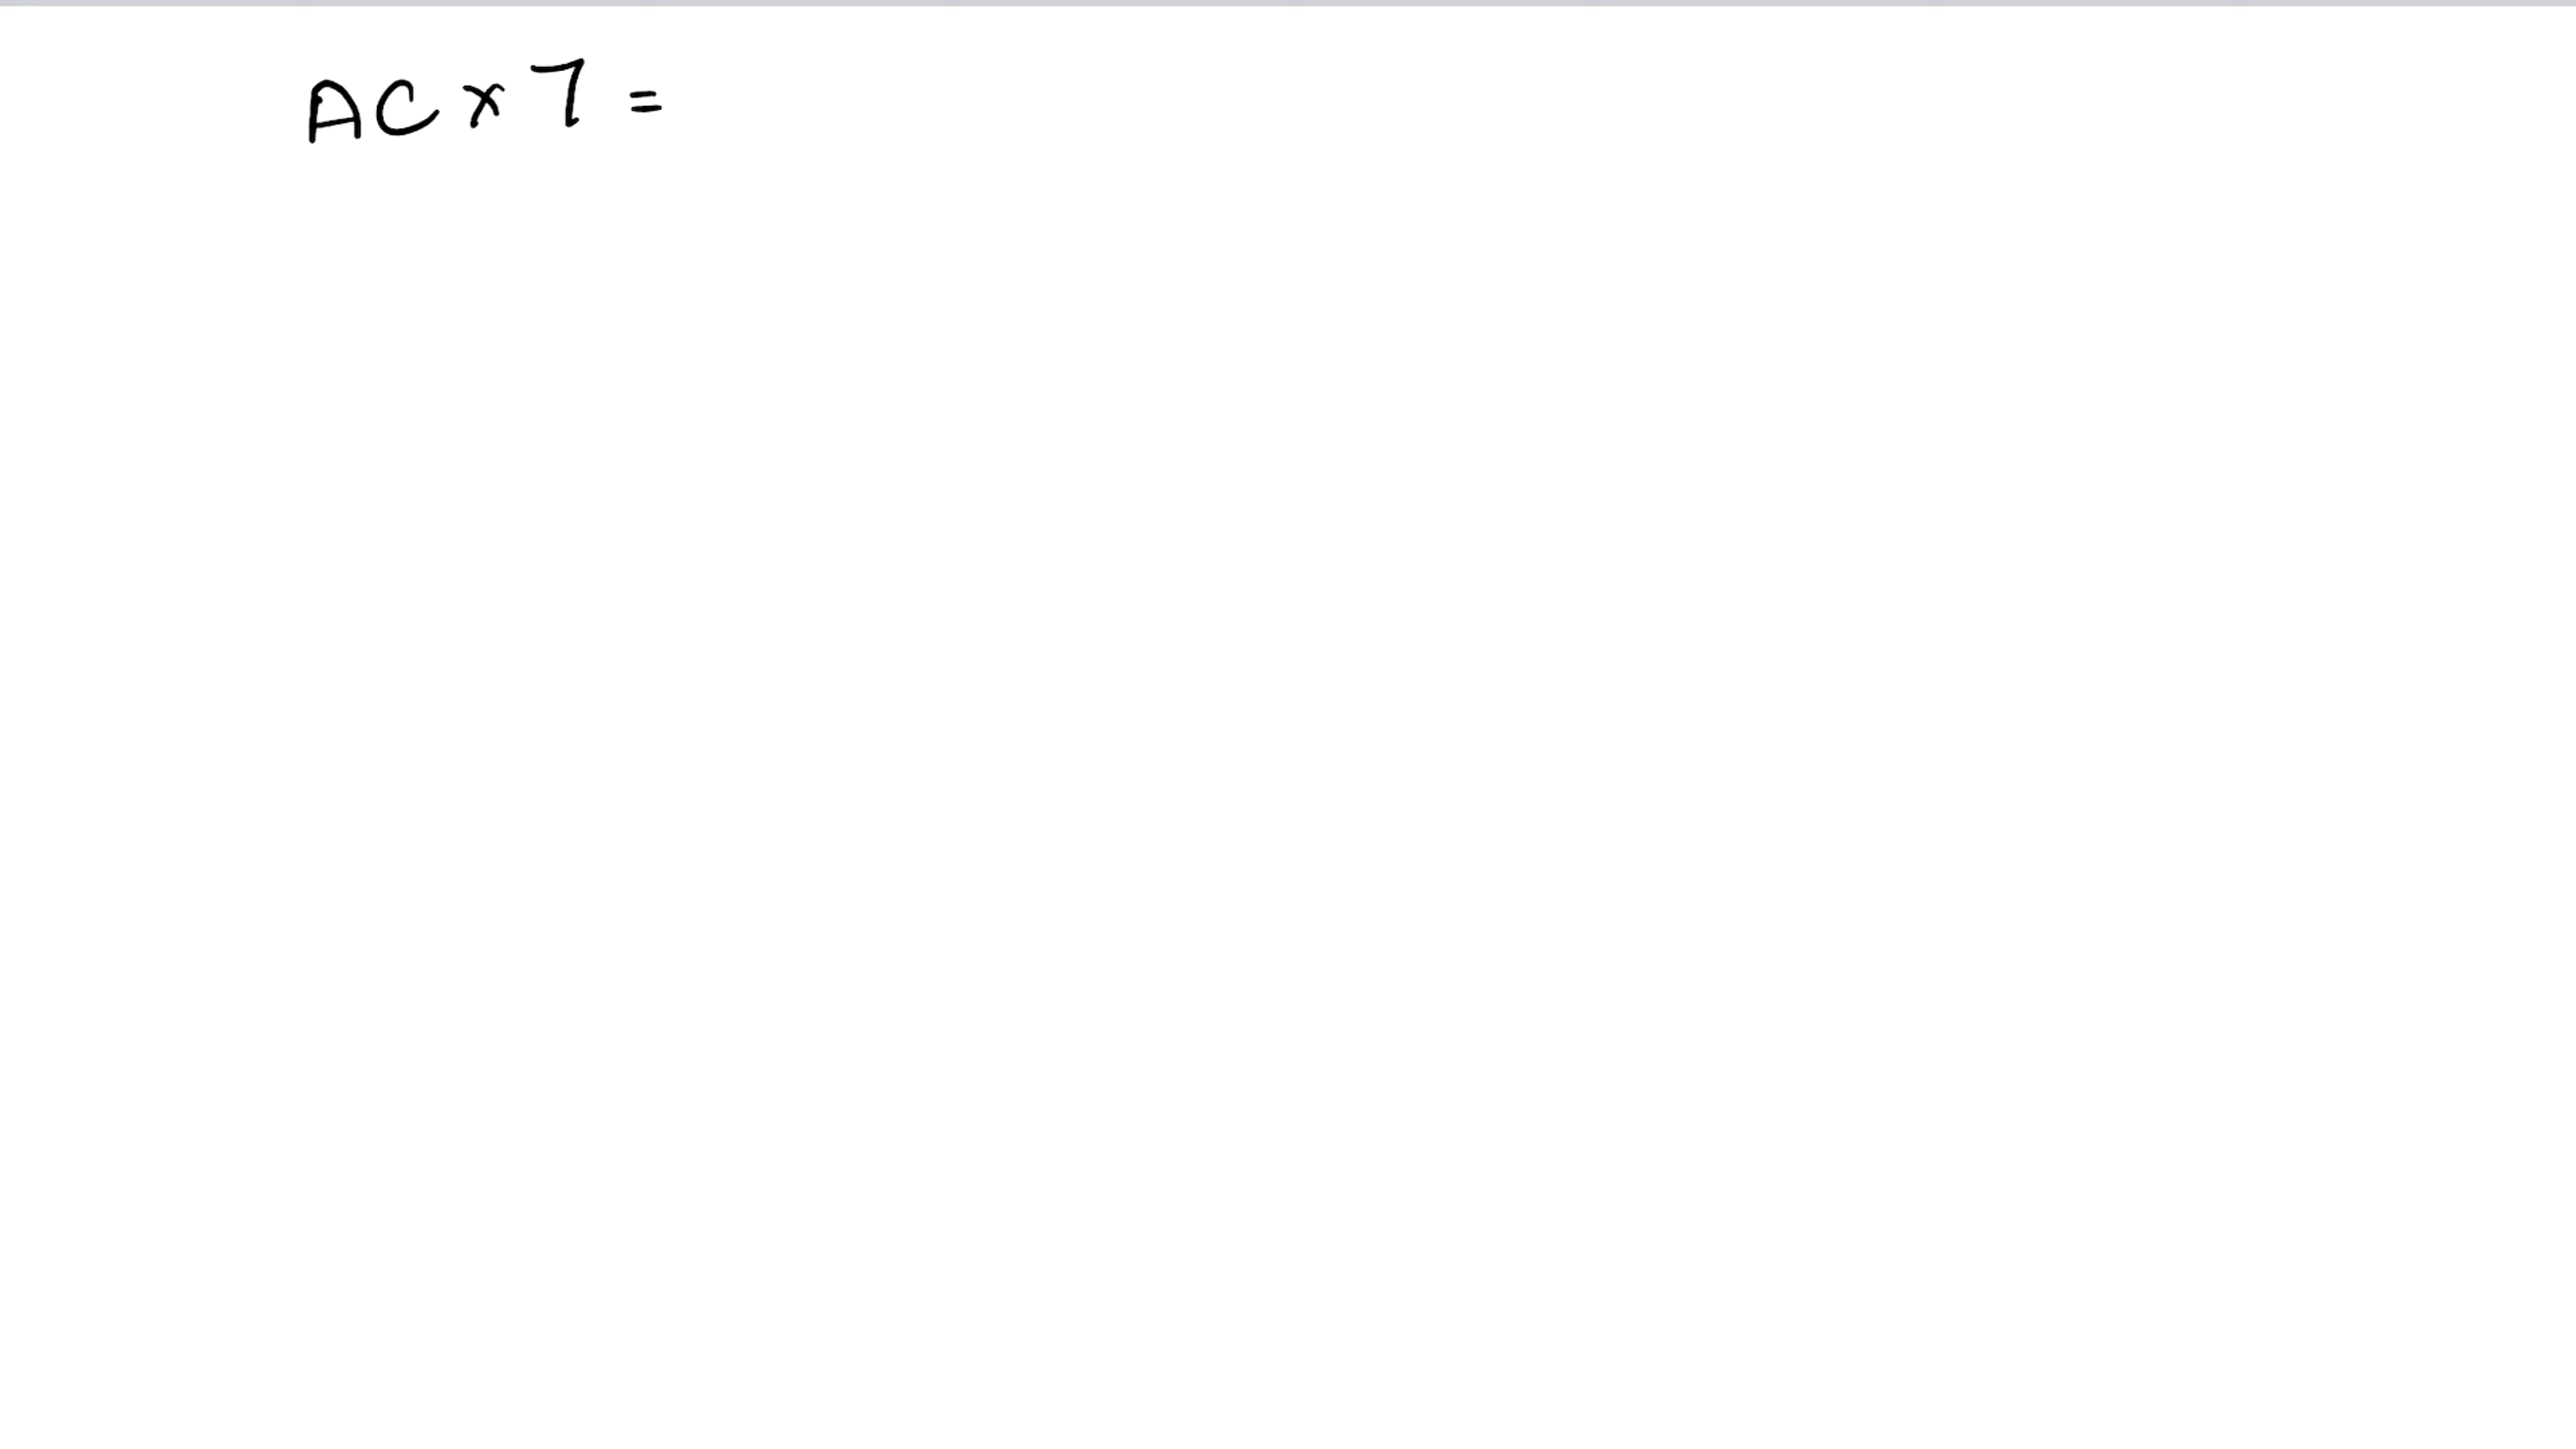 AC × 7 =